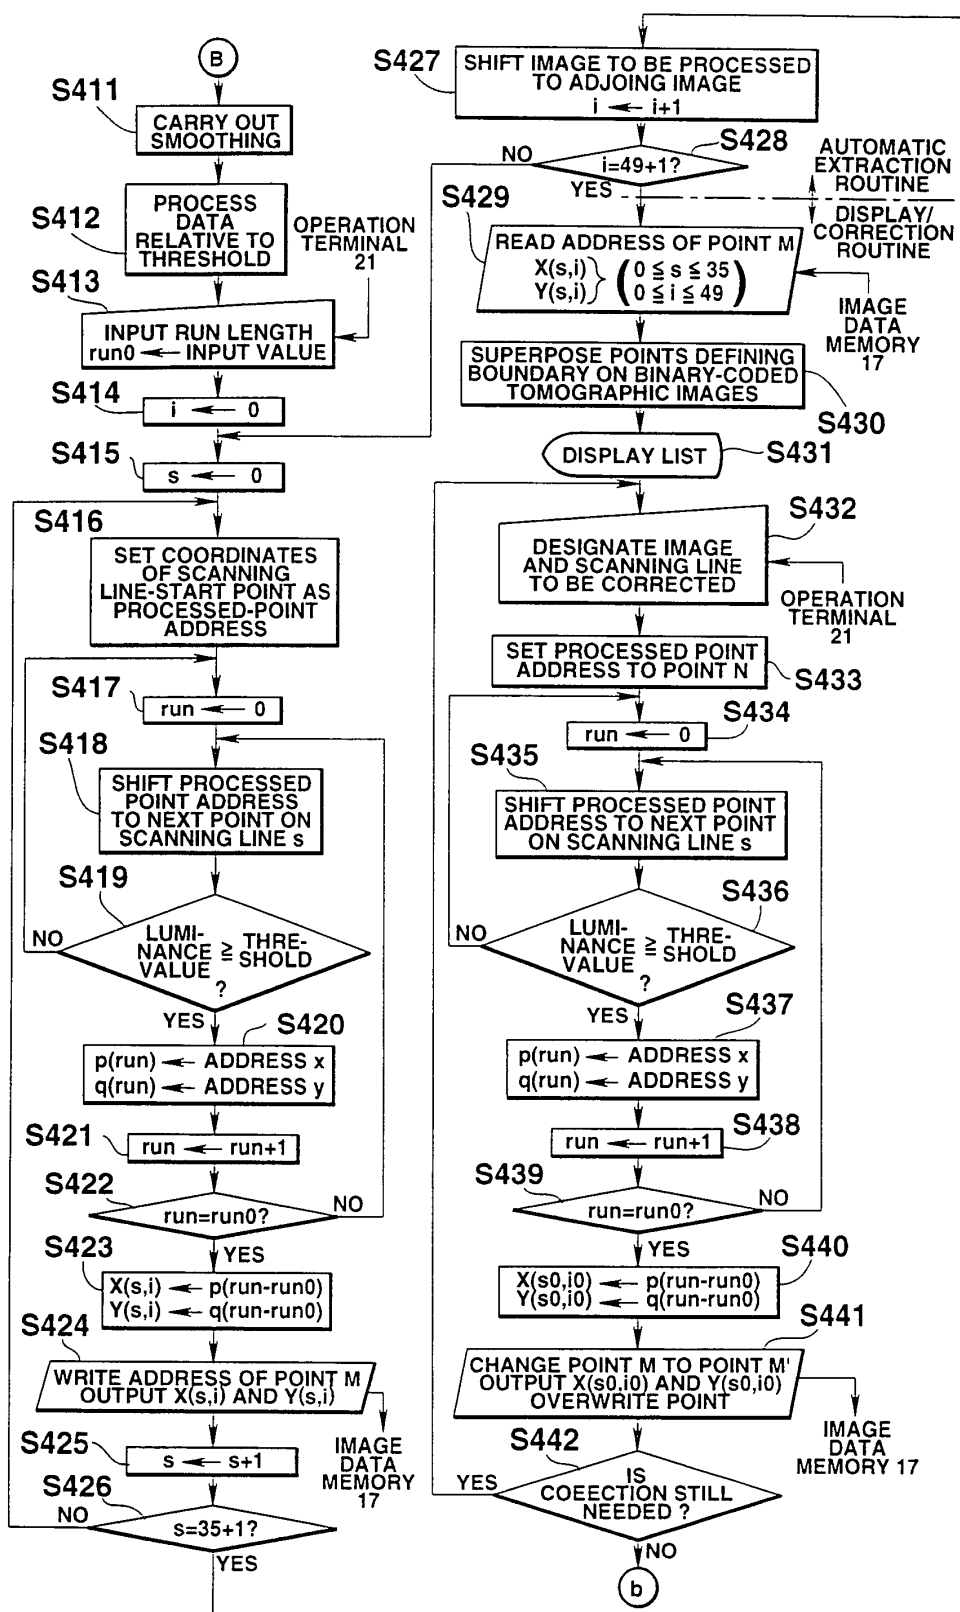 B
S411
CARRY OUT
SMOOTHING
S412
PROCESS
DATA
RELATIVE TO
THRESHOLD
OPERATION
TERMINAL
21
S413
INPUT RUN LENGTH
run0 ← INPUT VALUE
S414
i ← 0
S415
s ← 0
S416
SET COORDINATES
OF SCANNING
LINE-START POINT AS
PROCESSED-POINT
ADDRESS
S417
run ← 0
S418
SHIFT PROCESSED
POINT ADDRESS
TO NEXT POINT ON
SCANNING LINE s
S419
LUMI-
NANCE
VALUE
≧
THRE-
SHOLD
?
NO
YES
S420
p(run) ← ADDRESS x
q(run) ← ADDRESS y
S421
run ← run+1
S422
run=run0?
NO
YES
S423
X(s,i) ← p(run-run0)
Y(s,i) ← q(run-run0)
S424
WRITE ADDRESS OF POINT M
OUTPUT X(s,i) AND Y(s,i)
IMAGE
DATA
MEMORY
17
S425
s ← s+1
S426
s=35+1?
NO
YES
S427
SHIFT IMAGE TO BE PROCESSED
TO ADJOING IMAGE
i ← i+1
S428
i=49+1?
NO
YES
AUTOMATIC
EXTRACTION
ROUTINE
DISPLAY/
CORRECTION
ROUTINE
S429
READ ADDRESS OF POINT M
X(s,i) } ( 0 ≦ s ≦ 35 )
Y(s,i) } ( 0 ≦ i ≦ 49 )
IMAGE
DATA
MEMORY
17
SUPERPOSE POINTS DEFINING
BOUNDARY ON BINARY-CODED
TOMOGRAPHIC IMAGES
S430
DISPLAY LIST
S431
S432
DESIGNATE IMAGE
AND SCANNING LINE
TO BE CORRECTED
OPERATION
TERMINAL
21
SET PROCESSED POINT
ADDRESS TO POINT N
S433
S434
run ← 0
S435
SHIFT PROCESSED POINT
ADDRESS TO NEXT POINT
ON SCANNING LINE s
S436
LUMI-
NANCE
VALUE
≧
THRE-
SHOLD
?
NO
YES
S437
p(run) ← ADDRESS x
q(run) ← ADDRESS y
S438
run ← run+1
S439
run=run0?
NO
YES
S440
X(s0,i0) ← p(run-run0)
Y(s0,i0) ← q(run-run0)
S441
CHANGE POINT M TO POINT M'
OUTPUT X(s0,i0) AND Y(s0,i0)
OVERWRITE POINT
IMAGE
DATA
MEMORY 17
S442
IS
COEECTION STILL
NEEDED ?
YES
NO
b